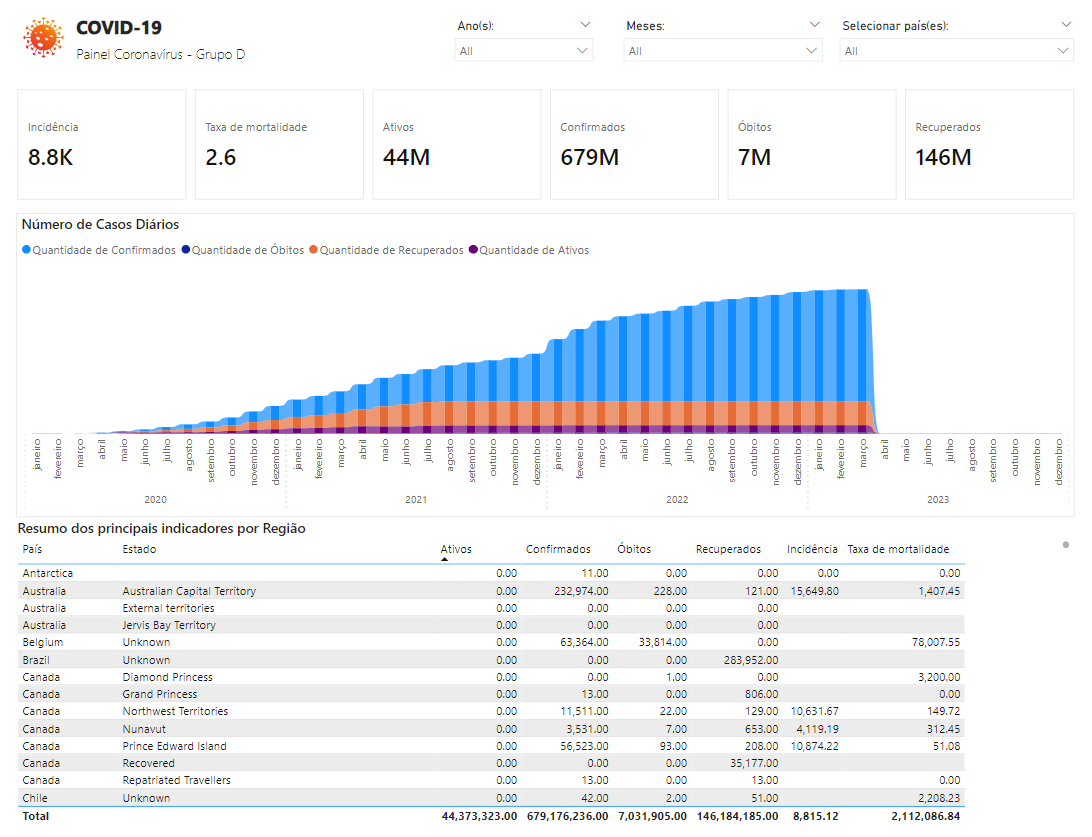 COVID-19
Painel Coronavírus - Grupo D
Ano(s):
All
Meses:
All
Selecionar país(es):
All
Incidência
8.8K
Taxa de mortalidade
2.6
Ativos
44M
Confirmados
679M
Óbitos
7M
Recuperados
146M
Número de Casos Diários
Quantidade de Confirmados Quantidade de Óbitos Quantidade de Recuperados Quantidade de Ativos
janeiro fevereiro março abril maio junho julho agosto setembro outubro novembro dezembro janeiro fevereiro março abril maio junho julho agosto setembro outubro novembro dezembro janeiro fevereiro março abril maio junho julho agosto setembro outubro novembro dezembro janeiro fevereiro março abril maio junho julho agosto setembro outubro novembro dezembro
2020 2021 2022 2023
Resumo dos principais indicadores por Região
País Estado Ativos Confirmados Óbitos Recuperados Incidência Taxa de mortalidade
Antarctica 0.00 11.00 0.00 0.00 0.00 0.00
Australia Australian Capital Territory 0.00 232,974.00 228.00 121.00 15,649.80 1,407.45
Australia External territories 0.00 0.00 0.00 0.00
Australia Jervis Bay Territory 0.00 0.00 0.00 0.00
Belgium Unknown 0.00 63,364.00 33,814.00 0.00 78,007.55
Brazil Unknown 0.00 0.00 0.00 283,952.00
Canada Diamond Princess 0.00 0.00 1.00 0.00 3,200.00
Canada Grand Princess 0.00 13.00 0.00 806.00 0.00
Canada Northwest Territories 0.00 11,511.00 22.00 129.00 10,631.67 149.72
Canada Nunavut 0.00 3,531.00 7.00 653.00 4,119.19 312.45
Canada Prince Edward Island 0.00 56,523.00 93.00 208.00 10,874.22 51.08
Canada Recovered 0.00 0.00 0.00 35,177.00
Canada Repatriated Travellers 0.00 13.00 0.00 13.00 0.00
Chile Unknown 0.00 42.00 2.00 51.00 2,208.23
Total 44,373,323.00 679,176,236.00 7,031,905.00 146,184,185.00 8,815.12 2,112,086.84